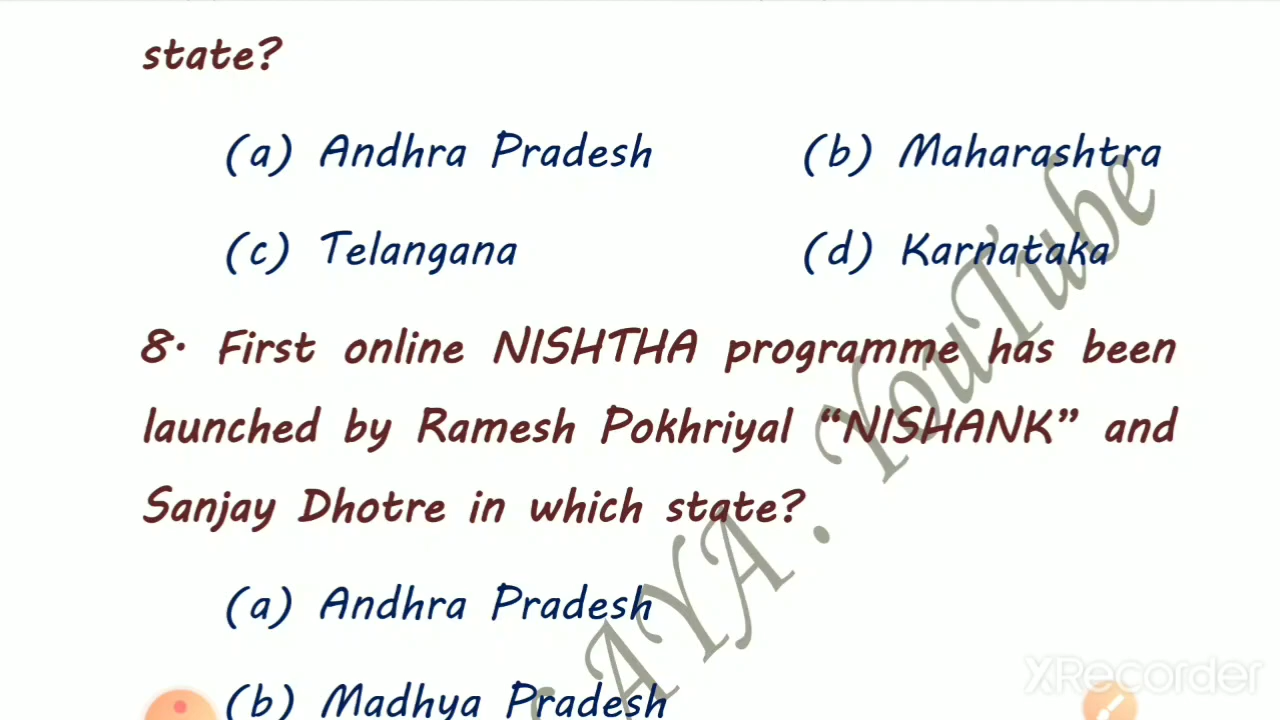 state?
(a) Andhra Pradesh (b) Maharashtra
(c) Telangana (d) Karnataka
8. First online NISHTHA programme has been
launched by Ramesh Pokhriyal “NISHANK” and
Sanjay Dhotre in which state?
(a) Andhra Pradesh
(b) Madhya Pradesh
AYA . YouTube
XRecorder